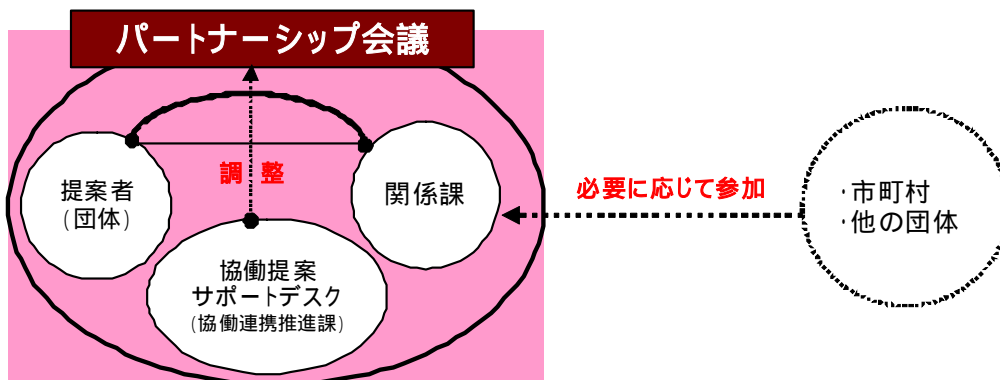 パートナーシップ会議
調 整
提案者
(団体)
関係課
協働提案
サポートデスク
(協働連携推進課)
必要に応じて参加
・市町村
・他の団体